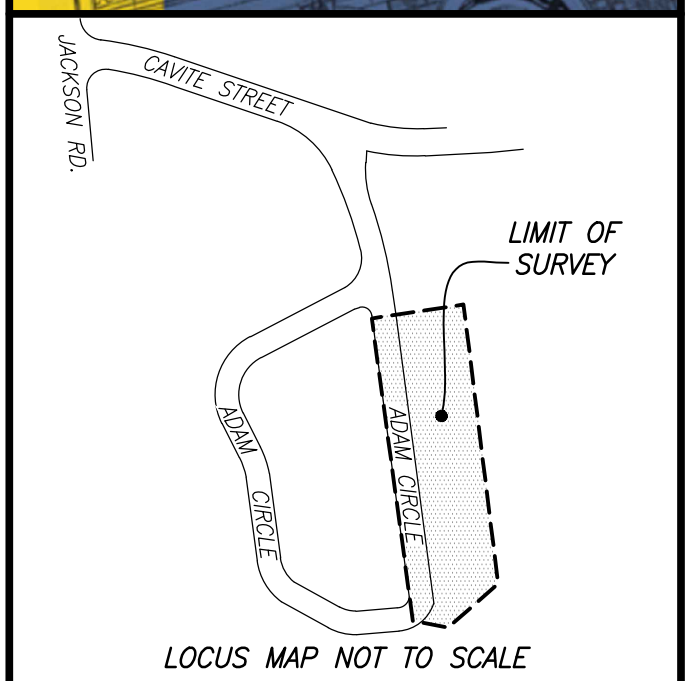 JACKSON RD.
CAVITE STREET
LIMIT OF
SURVEY
ADAM CIRCLE
ADAM CIRCLE
LOCUS MAP NOT TO SCALE